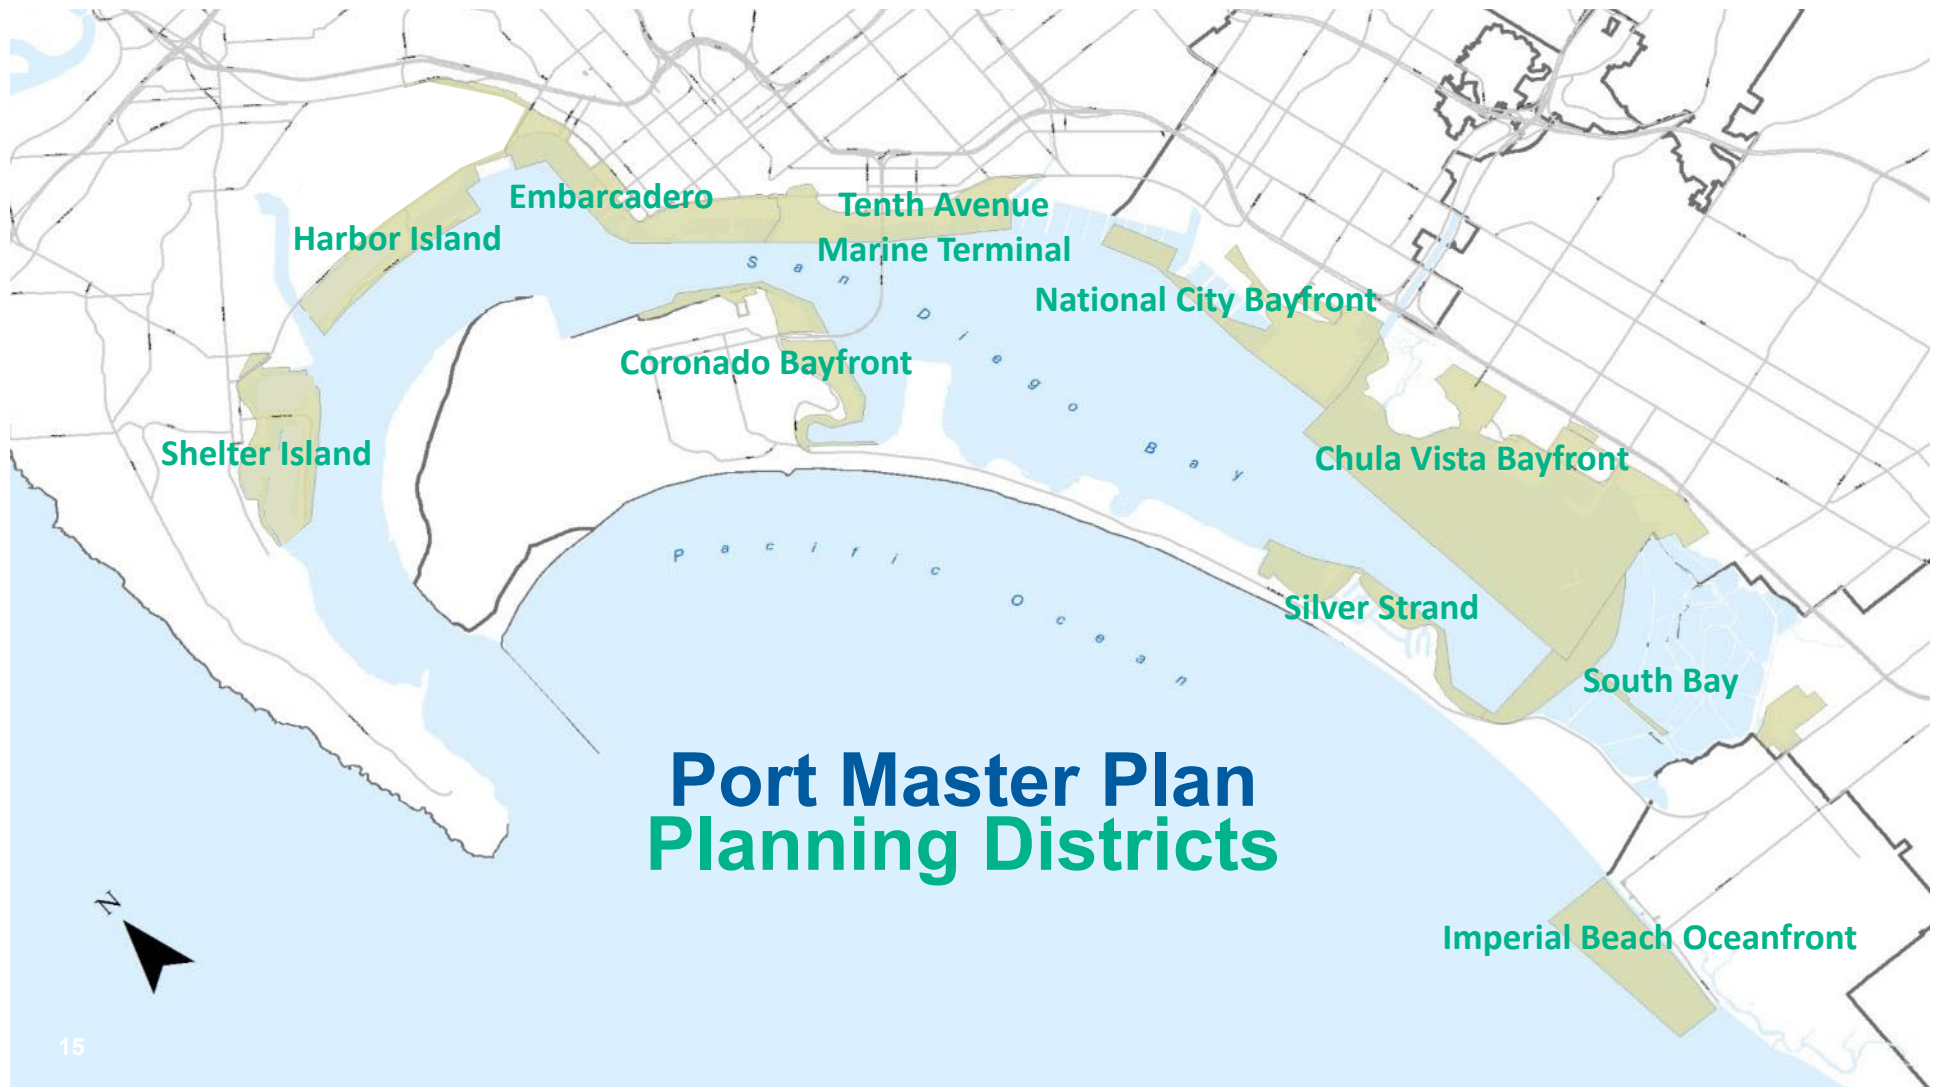 Embarcadero
Tenth Avenue
Marine Terminal
Harbor Island
San Diego Bay
National City Bayfront
Coronado Bayfront
Shelter Island
Chula Vista Bayfront
Pacific Ocean
Silver Strand
South Bay
Port Master Plan
Planning Districts
N
Imperial Beach Oceanfront
15